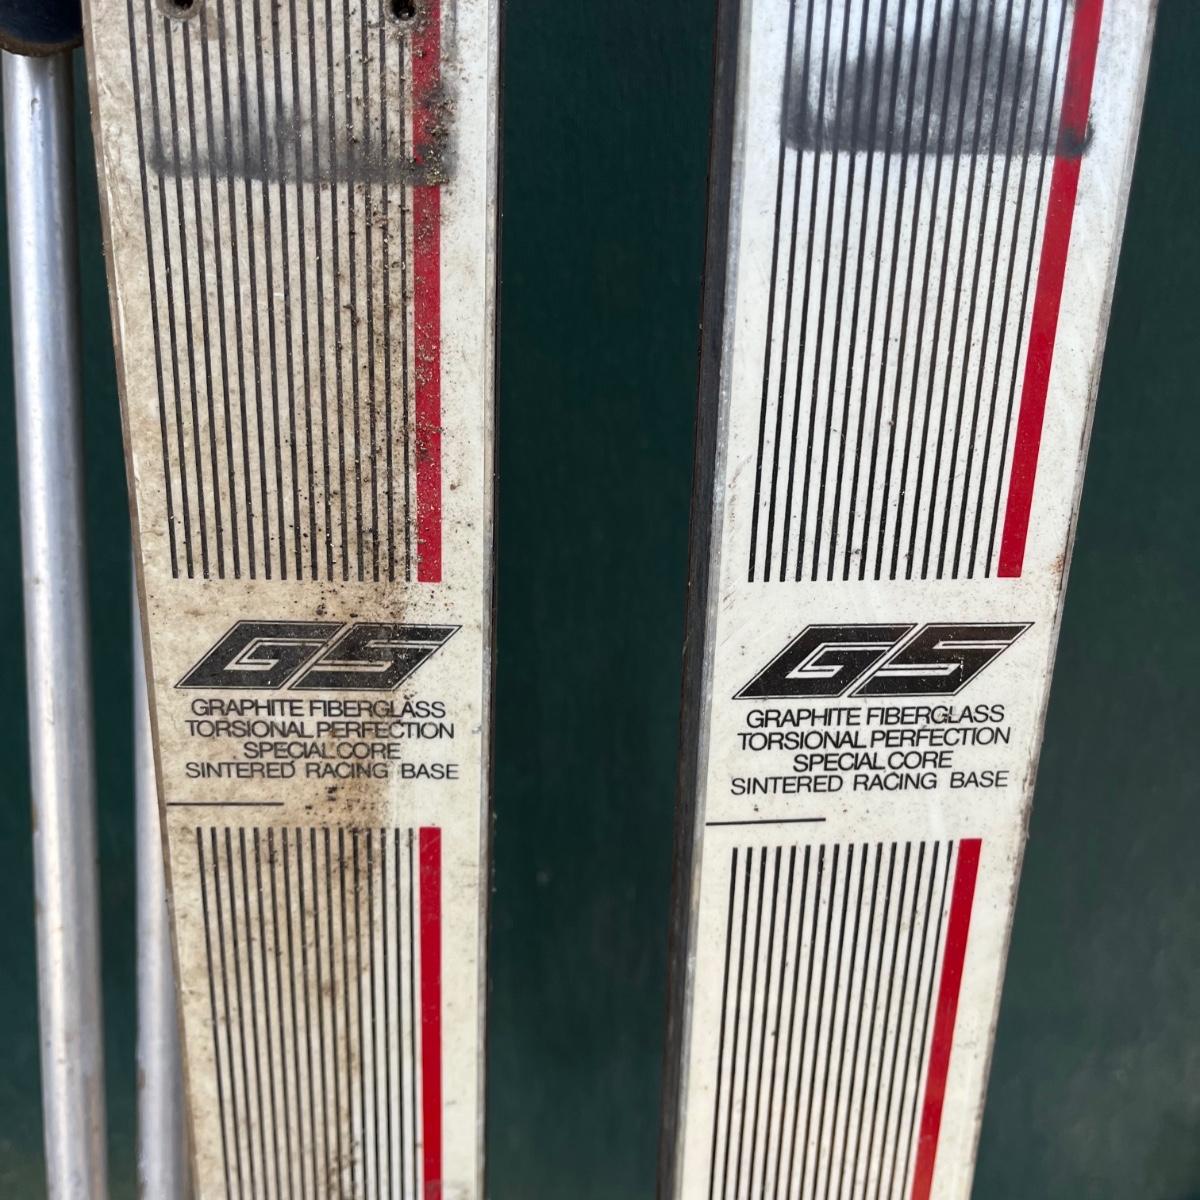 GS
GRAPHITE FIBERGLASS
TORSIONAL PERFECTION
SPECIAL CORE
SINTERED RACING BASE
GS
GRAPHITE FIBERGLASS
TORSIONAL PERFECTION
SPECIAL CORE
SINTERED RACING BASE